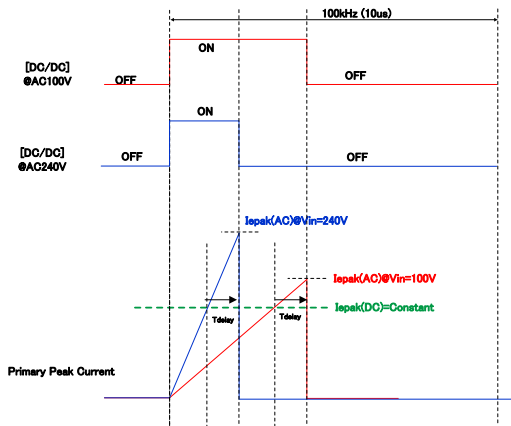 100kHz (10us)
[DC/DC]
@AC100V
OFF
ON
OFF
[DC/DC]
@AC240V
OFF
ON
OFF
Iepak(AC)@Vin=240V
Iepak(AC)@Vin=100V
Iepak(DC)=Constant
Tdelay
Tdelay
Primary Peak Current